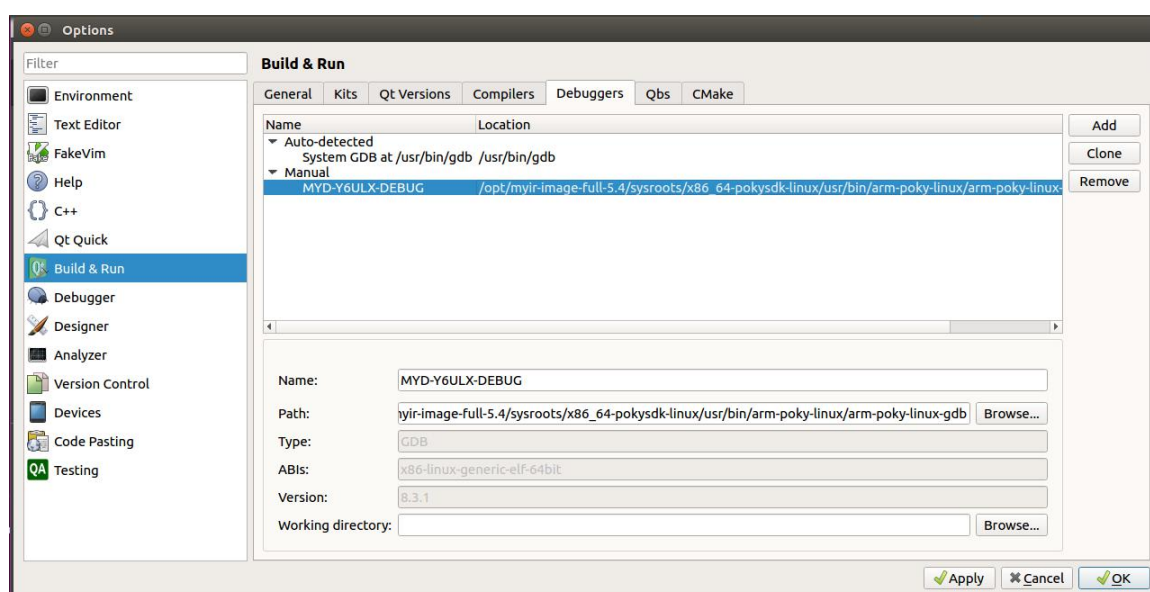 Options
Filter
Environment
Text Editor
FakeVim
Help
C++
Qt Quick
Build & Run
Debugger
Designer
Analyzer
Version Control
Devices
Code Pasting
Testing
Build & Run
General Kits Qt Versions Compilers Debuggers Qbs CMake
Name Location
Auto-detected
System GDB at /usr/bin/gdb /usr/bin/gdb
Manual
MYD-Y6ULX-DEBUG /opt/myir-image-full-5.4/sysroots/x86_64-pokysdk-linux/usr/bin/arm-poky-linux/arm-poky-linux-
Add
Clone
Remove
Name: MYD-Y6ULX-DEBUG
Path: yir-image-full-5.4/sysroots/x86_64-pokysdk-linux/usr/bin/arm-poky-linux/arm-poky-linux-gdb Browse...
Type: GDB
ABIs: x86-linux-generic-elf-64bit
Version: 8.3.1
Working directory: Browse...
Apply Cancel OK